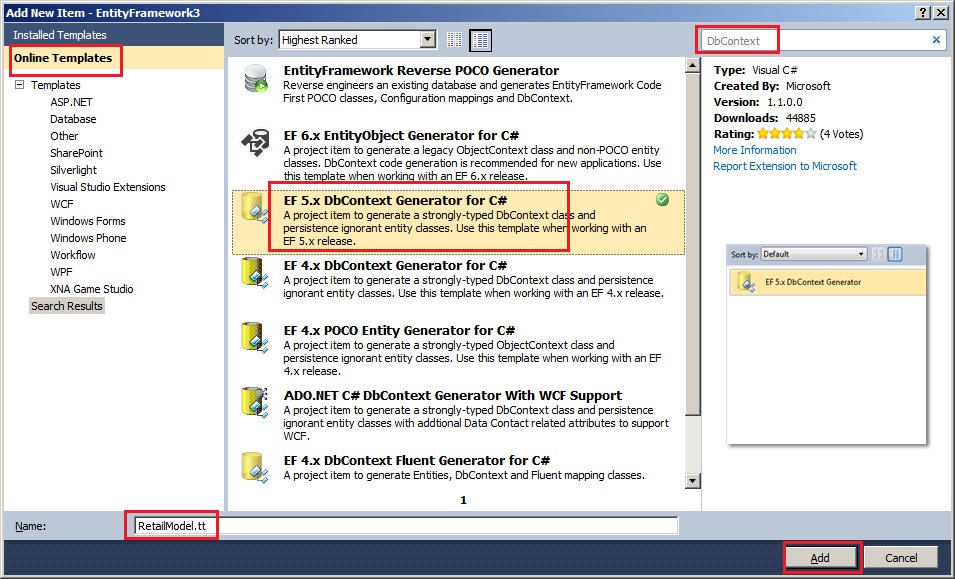 Add New Item - EntityFramework3
Installed Templates
Online Templates
Templates
ASP.NET
Database
Other
SharePoint
Silverlight
Visual Studio Extensions
WCF
Windows Forms
Windows Phone
Workflow
WPF
XNA Game Studio
Search Results
Sort by: Highest Ranked
EntityFramework Reverse POCO Generator
Reverse engineers an existing database and generates EntityFramework Code
First POCO classes, Configuration mappings and DbContext.
EF 6.x EntityObject Generator for C#
A project item to generate a legacy ObjectContext class and non-POCO entity
classes. DbContext code generation is recommended for new applications. Use
this template when working with an EF 6.x release.
EF 5.x DbContext Generator for C#
A project item to generate a strongly-typed DbContext class and
persistence ignorant entity classes. Use this template when working with an
EF 5.x release.
EF 4.x DbContext Generator for C#
A project item to generate a strongly-typed DbContext class and persistence
ignorant entity classes. Use this template when working with an EF 4.x release.
EF 4.x POCO Entity Generator for C#
A project item to generate a strongly-typed ObjectContext class and
persistence ignorant entity classes. Use this template when working with an EF
4.x release.
ADO.NET C# DbContext Generator With WCF Support
A project item to generate a strongly-typed DbContext class and persistence
ignorant entity classes with addtional Data Contact related attributes to support
WCF.
EF 4.x DbContext Fluent Generator for C#
A project item to generate Entities, DbContext and Fluent mapping classes.
1
DbContext
Type: Visual C#
Created By: Microsoft
Version: 1.1.0.0
Downloads: 44885
Rating: (4 Votes)
More Information
Report Extension to Microsoft
Sort by: Default
EF 5.x DbContext Generator
Name: RetailModel.tt
Add
Cancel